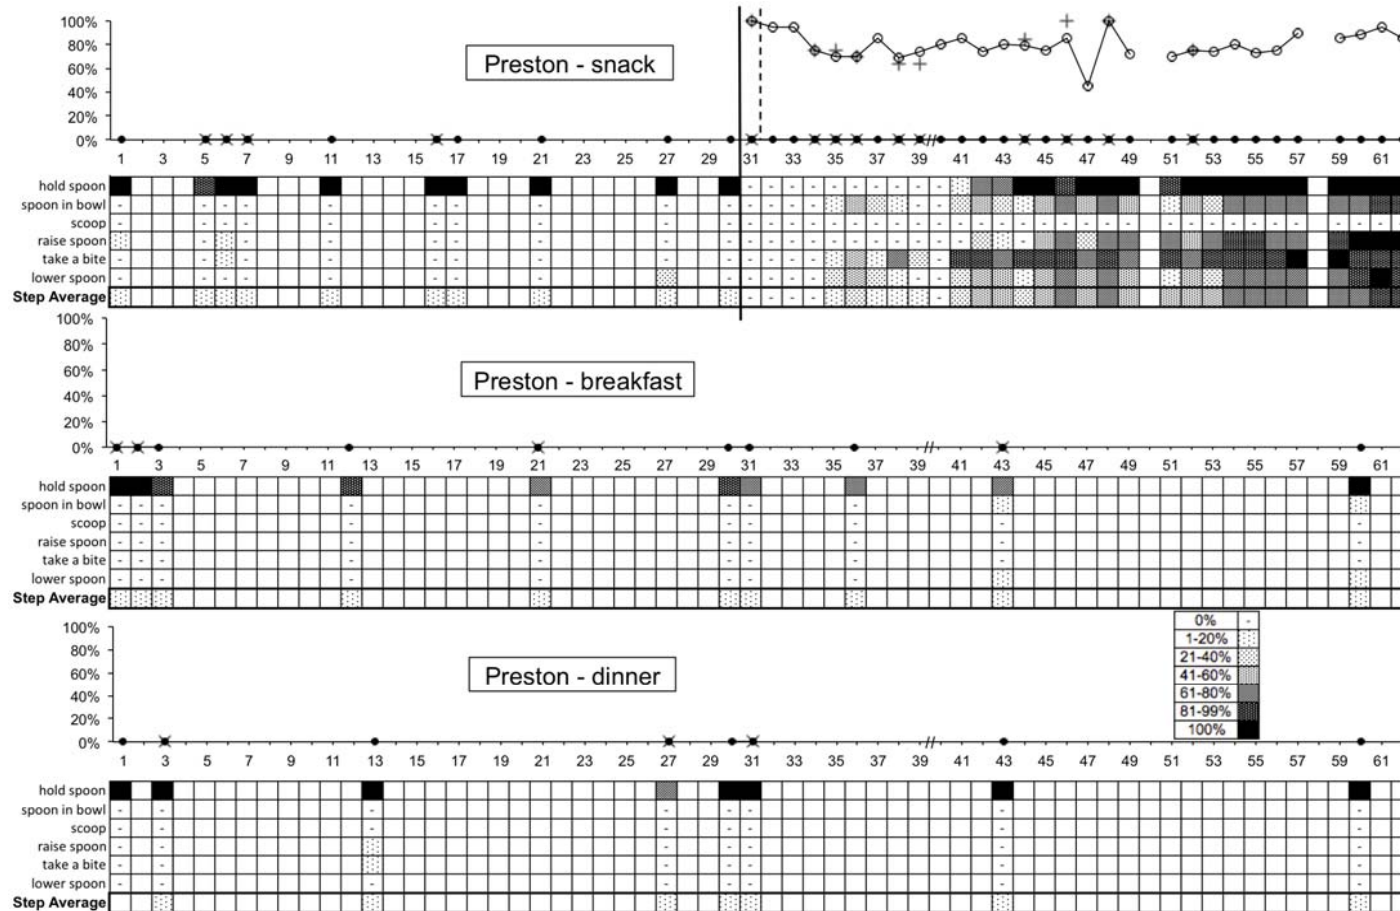 100%
80%
60%
40%
20%
0%
Preston - snack
1 3 5 7 9 11 13 15 17 19 21 23 25 27 29 31 33 35 37 39 41 43 45 47 49 51 53 55 57 59 61
hold spoon
spoon in bowl
scoop
raise spoon
take a bite
lower spoon
Step Average
100%
80%
60%
40%
20%
0%
Preston - breakfast
1 3 5 7 9 11 13 15 17 19 21 23 25 27 29 31 33 35 37 39 41 43 45 47 49 51 53 55 57 59 61
hold spoon
spoon in bowl
scoop
raise spoon
take a bite
lower spoon
Step Average
100%
80%
60%
40%
20%
0%
Preston - dinner
0% -
1-20%
21-40%
41-60%
61-80%
81-99%
100%
1 3 5 7 9 11 13 15 17 19 21 23 25 27 29 31 33 35 37 39 41 43 45 47 49 51 53 55 57 59 61
hold spoon
spoon in bowl
scoop
raise spoon
take a bite
lower spoon
Step Average